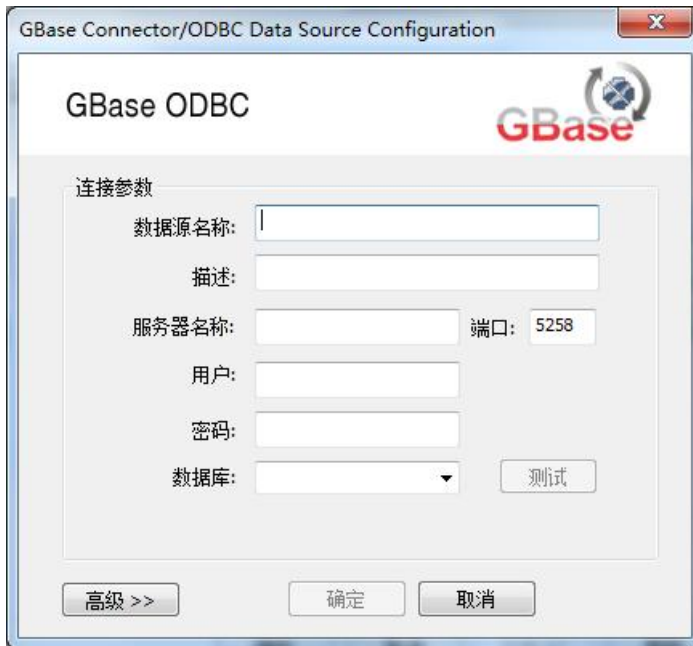 GBase Connector/ODBC Data Source Configuration
GBase ODBC
GBase
连接参数
数据源名称:
描述:
服务器名称:
端口: 5258
用户:
密码:
数据库:
测试
高级 >>
确定
取消